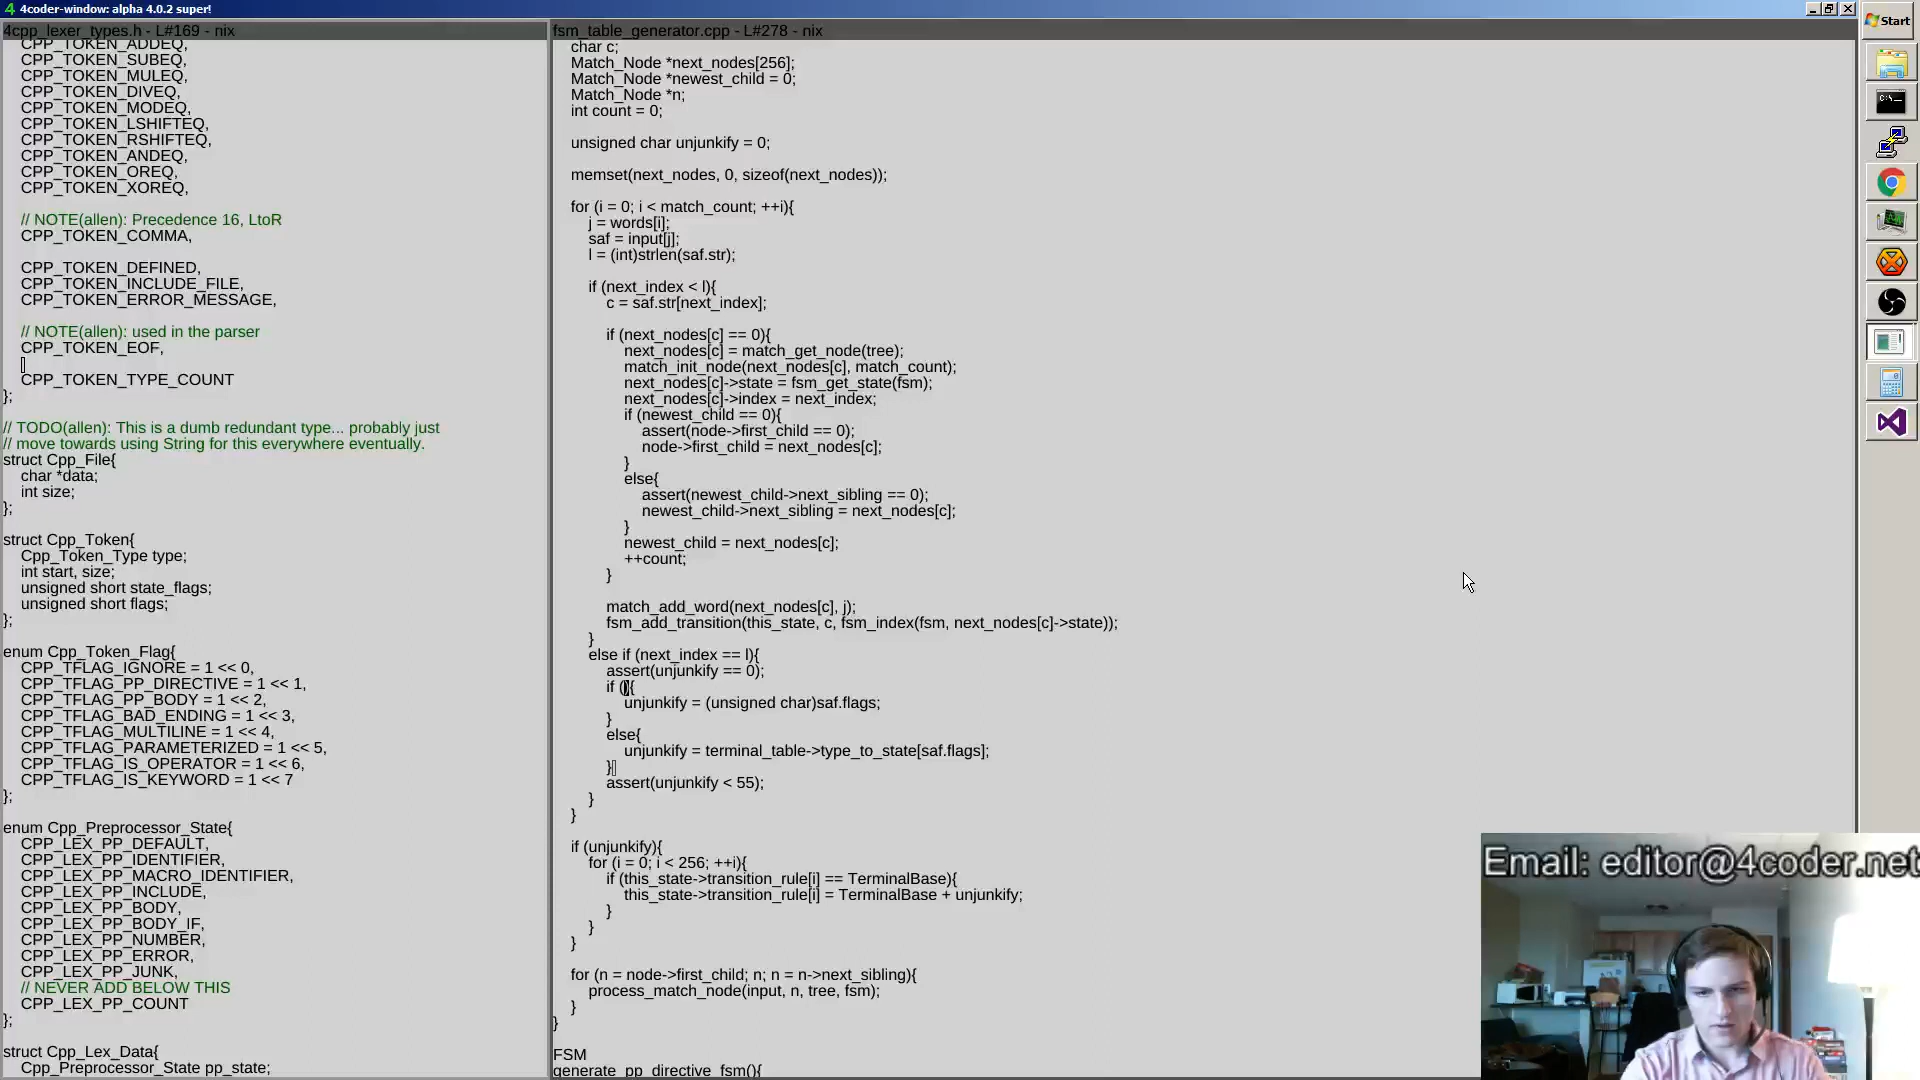 4coder-window: alpha 4.0.2 super!
Start
4cpp_lexer_types.h - L#169 - nix
CPP_TOKEN_ADDEQ,
CPP_TOKEN_SUBEQ,
CPP_TOKEN_MULEQ,
CPP_TOKEN_DIVEQ,
CPP_TOKEN_MODEQ,
CPP_TOKEN_LSHIFTEQ,
CPP_TOKEN_RSHIFTEQ,
CPP_TOKEN_ANDEQ,
CPP_TOKEN_OREQ,
CPP_TOKEN_XOREQ,
// NOTE(allen): Precedence 16, LtoR
CPP_TOKEN_COMMA,
CPP_TOKEN_DEFINED,
CPP_TOKEN_INCLUDE_FILE,
CPP_TOKEN_ERROR_MESSAGE,
// NOTE(allen): used in the parser
CPP_TOKEN_EOF,
CPP_TOKEN_TYPE_COUNT
};
// TODO(allen): This is a dumb redundant type... probably just
// move towards using String for this everywhere eventually.
struct Cpp_File{
char *data;
int size;
};
struct Cpp_Token{
Cpp_Token_Type type;
int start, size;
unsigned short state_flags;
unsigned short flags;
};
enum Cpp_Token_Flag{
CPP_TFLAG_IGNORE = 1 << 0,
CPP_TFLAG_PP_DIRECTIVE = 1 << 1,
CPP_TFLAG_PP_BODY = 1 << 2,
CPP_TFLAG_BAD_ENDING = 1 << 3,
CPP_TFLAG_MULTILINE = 1 << 4,
CPP_TFLAG_PARAMETERIZED = 1 << 5,
CPP_TFLAG_IS_OPERATOR = 1 << 6,
CPP_TFLAG_IS_KEYWORD = 1 << 7
};
enum Cpp_Preprocessor_State{
CPP_LEX_PP_DEFAULT,
CPP_LEX_PP_IDENTIFIER,
CPP_LEX_PP_MACRO_IDENTIFIER,
CPP_LEX_PP_INCLUDE,
CPP_LEX_PP_BODY,
CPP_LEX_PP_BODY_IF,
CPP_LEX_PP_NUMBER,
CPP_LEX_PP_ERROR,
CPP_LEX_PP_JUNK,
// NEVER ADD BELOW THIS
CPP_LEX_PP_COUNT
};
struct Cpp_Lex_Data{
Cpp_Preprocessor_State pp_state;
fsm_table_generator.cpp - L#278 - nix
char c;
Match_Node *next_nodes[256];
Match_Node *newest_child = 0;
Match_Node *n;
int count = 0;
unsigned char unjunkify = 0;
memset(next_nodes, 0, sizeof(next_nodes));
for (i = 0; i < match_count; ++i){
j = words[i];
saf = input[j];
l = (int)strlen(saf.str);
if (next_index < l){
c = saf.str[next_index];
if (next_nodes[c] == 0){
next_nodes[c] = match_get_node(tree);
match_init_node(next_nodes[c], match_count);
next_nodes[c]->state = fsm_get_state(fsm);
next_nodes[c]->index = next_index;
if (newest_child == 0){
assert(node->first_child == 0);
node->first_child = next_nodes[c];
}
else{
assert(newest_child->next_sibling == 0);
newest_child->next_sibling = next_nodes[c];
}
newest_child = next_nodes[c];
++count;
}
match_add_word(next_nodes[c], j);
fsm_add_transition(this_state, c, fsm_index(fsm, next_nodes[c]->state));
}
else if (next_index == l){
assert(unjunkify == 0);
if (){
unjunkify = (unsigned char)saf.flags;
}
else{
unjunkify = terminal_table->type_to_state[saf.flags];
}
assert(unjunkify < 55);
}
}
if (unjunkify){
for (i = 0; i < 256; ++i){
if (this_state->transition_rule[i] == TerminalBase){
this_state->transition_rule[i] = TerminalBase + unjunkify;
}
}
}
for (n = node->first_child; n; n = n->next_sibling){
process_match_node(input, n, tree, fsm);
}
}
FSM
generate_pp_directive_fsm(){
Email: editor@4coder.net